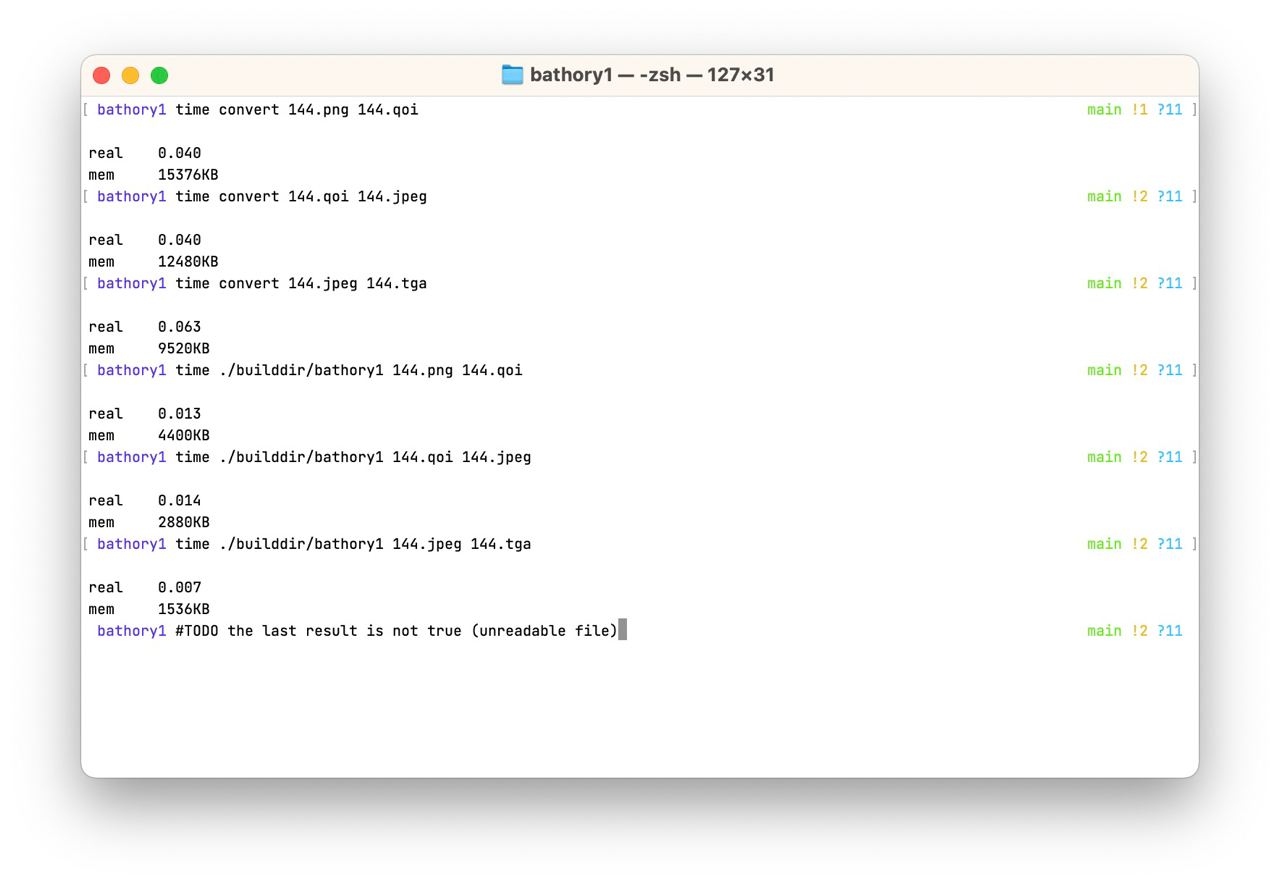 bathory1 — -zsh — 127×31
[ bathory1 time convert 144.png 144.qoi main !1 ?11 ]
real 0.040
mem 15376KB
[ bathory1 time convert 144.qoi 144.jpeg main !2 ?11 ]
real 0.040
mem 12480KB
[ bathory1 time convert 144.jpeg 144.tga main !2 ?11 ]
real 0.063
mem 9520KB
[ bathory1 time ./builddir/bathory1 144.png 144.qoi main !2 ?11 ]
real 0.013
mem 4400KB
[ bathory1 time ./builddir/bathory1 144.qoi 144.jpeg main !2 ?11 ]
real 0.014
mem 2880KB
[ bathory1 time ./builddir/bathory1 144.jpeg 144.tga main !2 ?11 ]
real 0.007
mem 1536KB
bathory1 #TODO the last result is not true (unreadable file) main !2 ?11